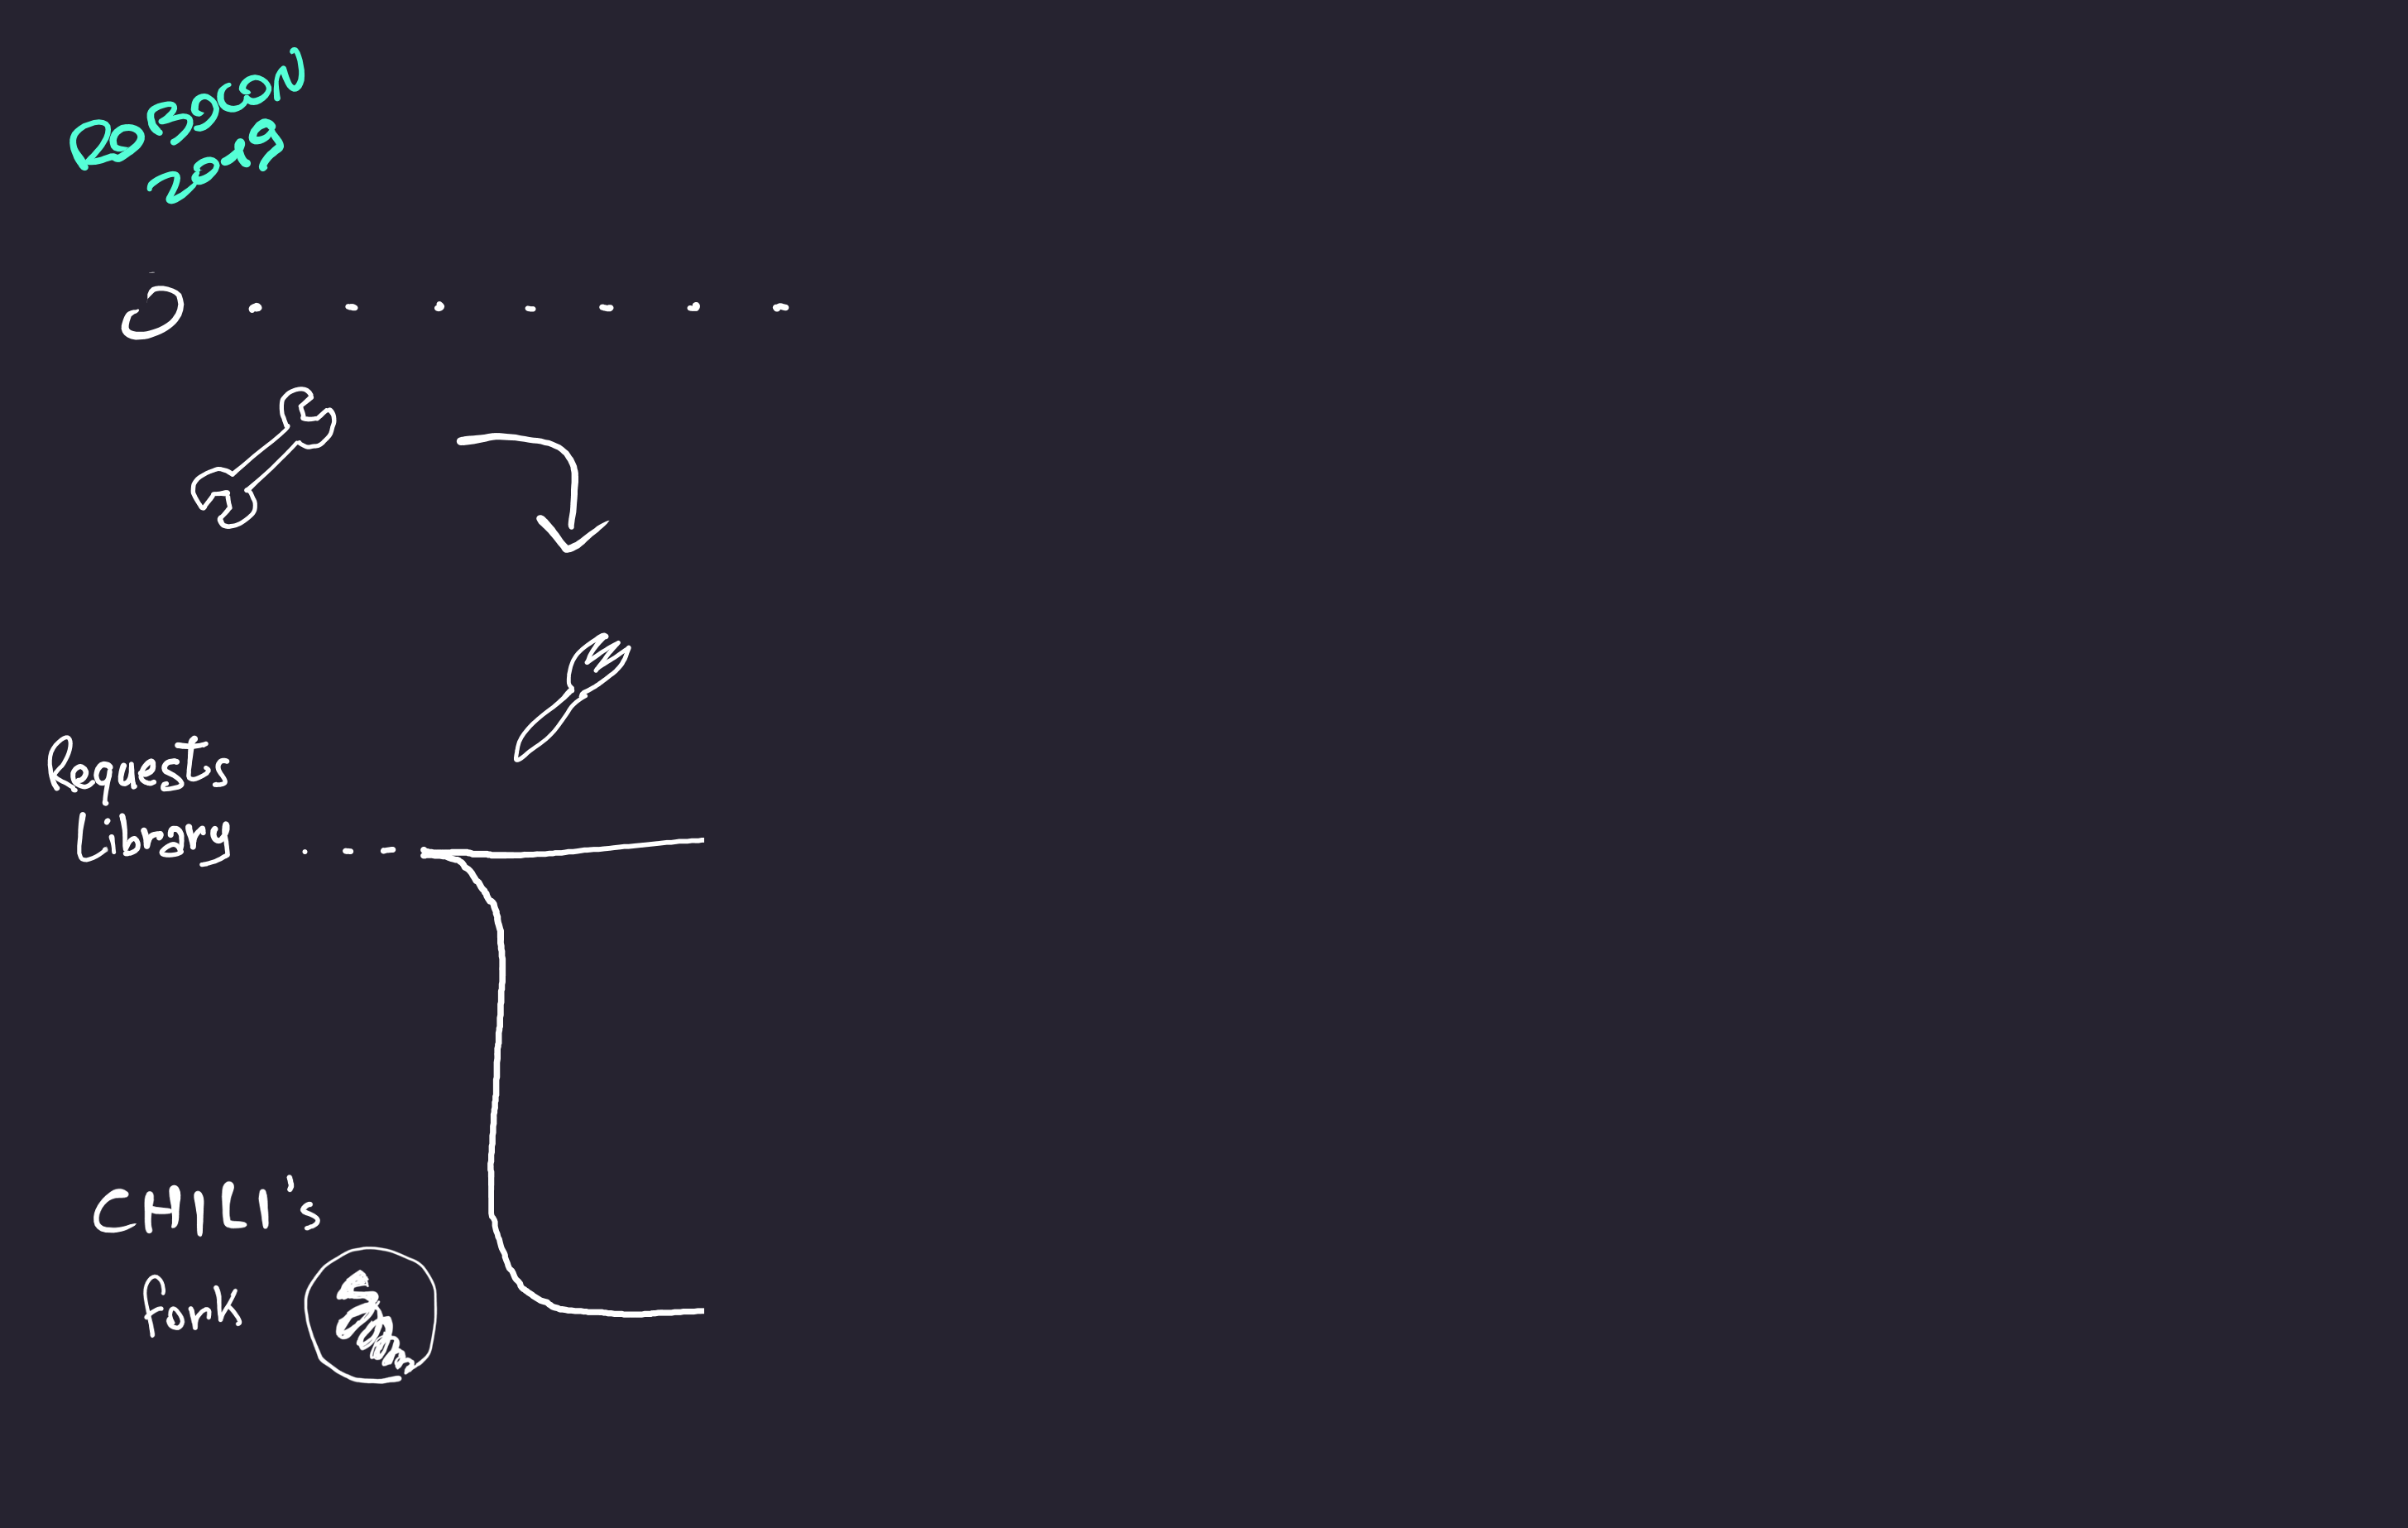 ROBOCON
2019
Requests
Library
CHILI's
fork